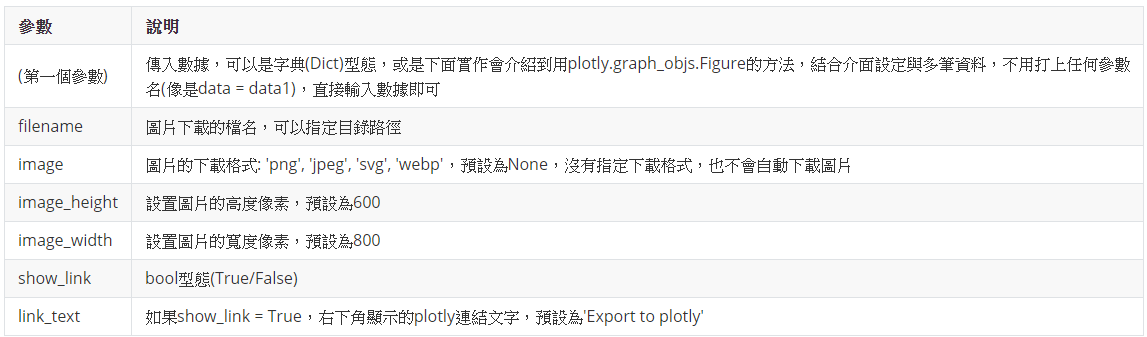 參數 說明
(第一個參數) 傳入數據，可以是字典(Dict)型態，或是下面實作會介紹到用plotly.graph_objs.Figure的方法，結合介面設定與多筆資料，不用打上任何參數
名(像是data = data1)，直接輸入數據即可
filename 圖片下載的檔名，可以指定目錄路徑
image 圖片的下載格式: 'png', 'jpeg', 'svg', 'webp'，預設為None，沒有指定下載格式，也不會自動下載圖片
image_height 設置圖片的高度像素，預設為600
image_width 設置圖片的寬度像素，預設為800
show_link bool型態(True/False)
link_text 如果show_link = True，右下角顯示的plotly連結文字，預設為'Export to plotly'